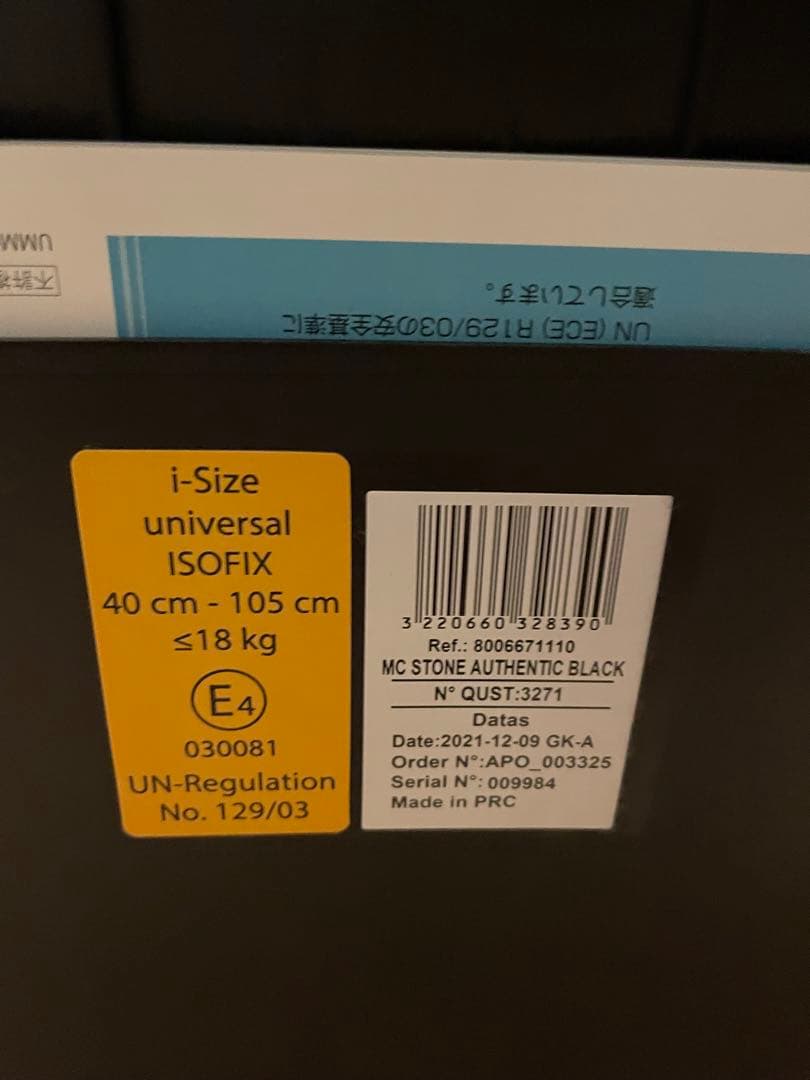 UN (ECE) R129/03の安全基準に
適合しています。
不許複
i-Size
universal
ISOFIX
40 cm - 105 cm
≤18 kg
E4
030081
UN-Regulation
No. 129/03
3 220660 328390
Ref.: 8006671110
MC STONE AUTHENTIC BLACK
N° QUST:3271
Datas
Date:2021-12-09 GK-A
Order N°:APO_003325
Serial N°: 009984
Made in PRC